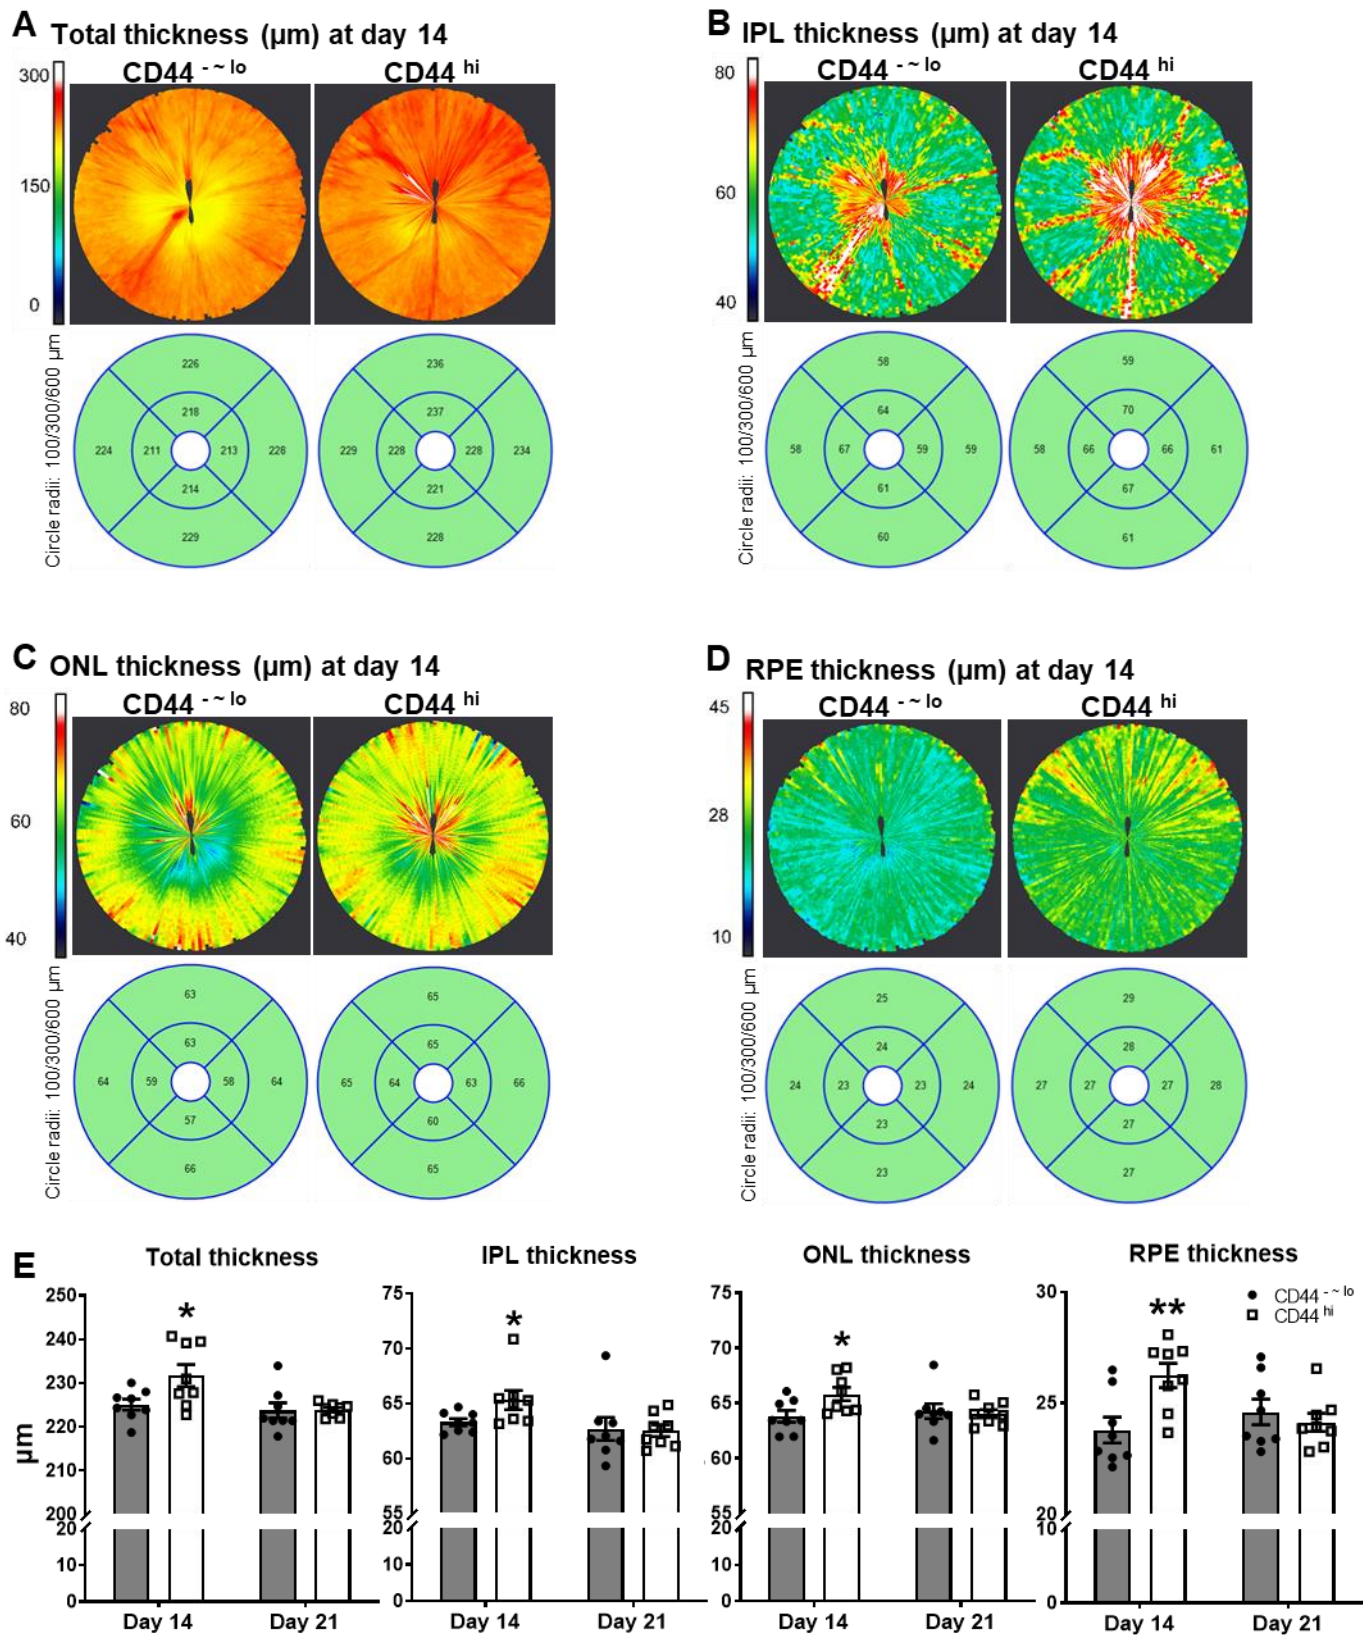 A Total thickness (μm) at day 14
CD44 - ~ lo CD44 hi
300
150
0
Circle radii: 100/300/600 μm
226
218
224 211 213 228
214
229
236
237
229 228 228 234
221
228
B IPL thickness (μm) at day 14
CD44 - ~ lo CD44 hi
80
60
40
Circle radii: 100/300/600 μm
58
64
58 67 59 59
61
60
59
70
58 66 66 61
67
61
C ONL thickness (μm) at day 14
CD44 - ~ lo CD44 hi
80
60
40
Circle radii: 100/300/600 μm
63
63
64 59 58 64
57
66
65
65
65 64 63 66
60
65
D RPE thickness (μm) at day 14
CD44 - ~ lo CD44 hi
45
28
10
Circle radii: 100/300/600 μm
25
24
24 23 23 24
23
23
29
28
27 27 27 28
27
27
E
Total thickness
μm
250
240
230
220
210
200
20
10
0
*
Day 14 Day 21
IPL thickness
75
70
65
60
55
20
10
0
*
Day 14 Day 21
ONL thickness
75
70
65
60
55
20
10
0
*
Day 14 Day 21
RPE thickness
30
25
20
10
0
**
CD44 - ~ lo
CD44 hi
Day 14 Day 21